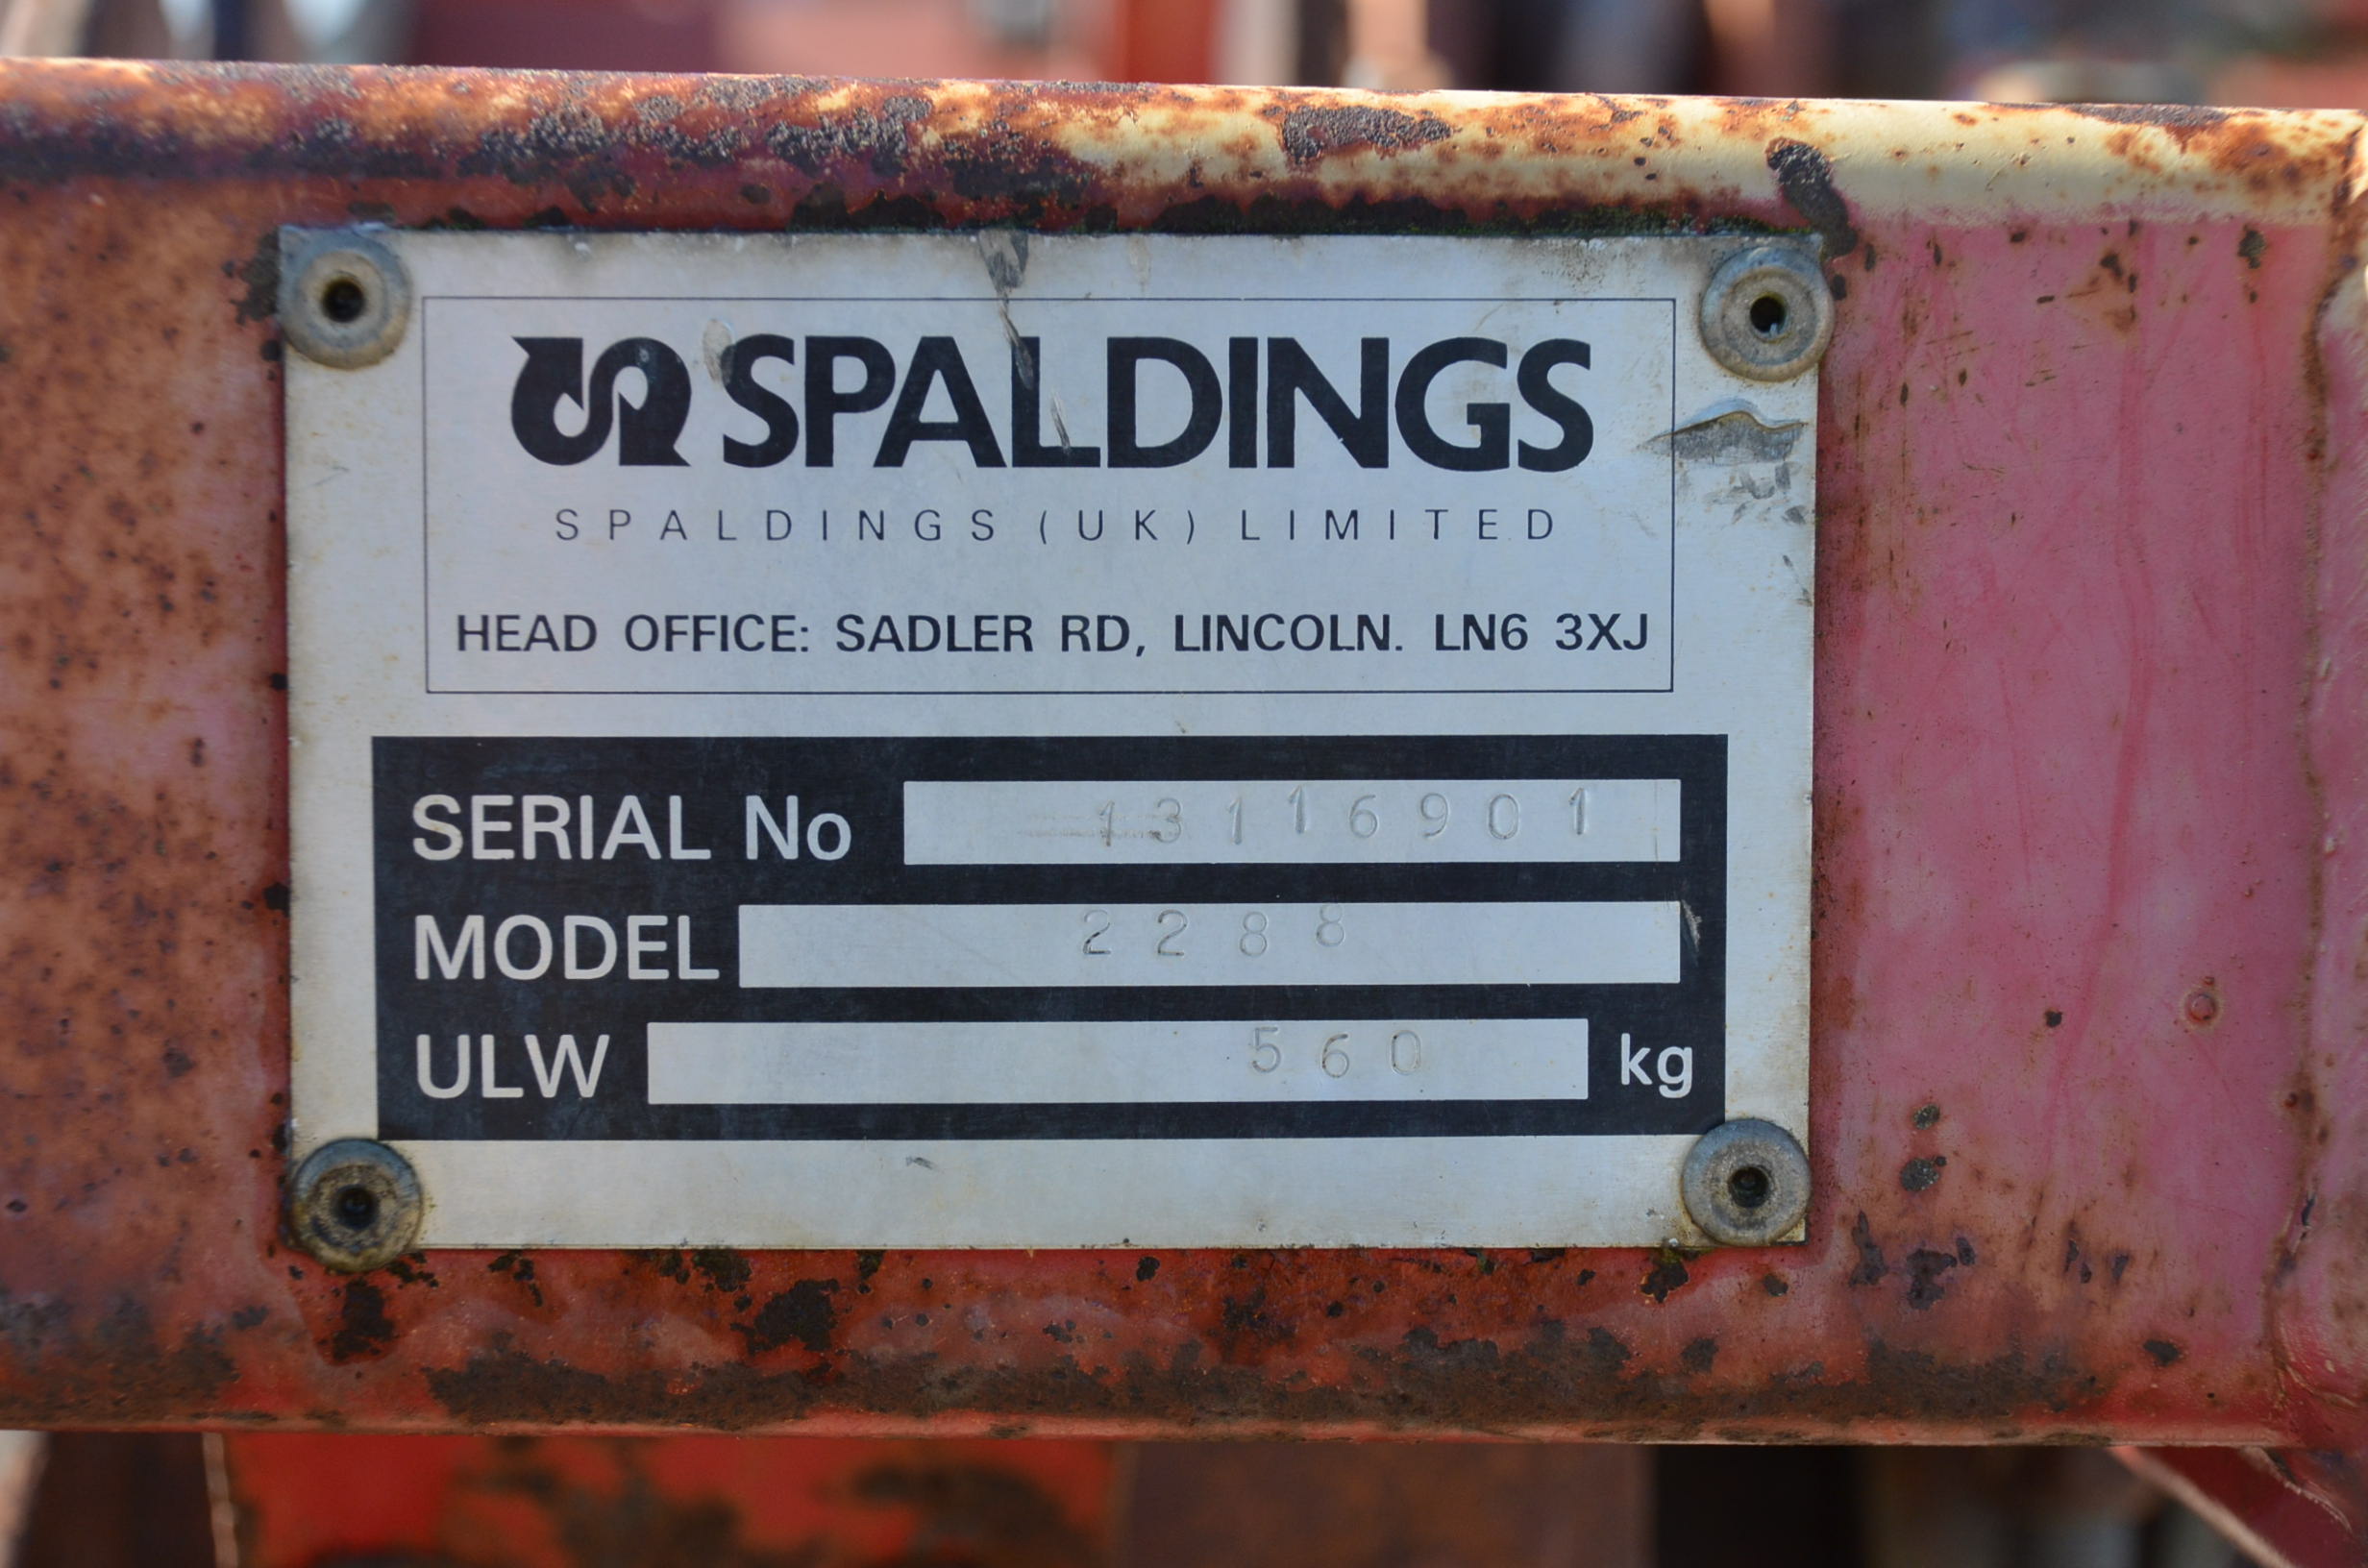 SPALDINGS
SPALDINGS (UK) LIMITED
HEAD OFFICE: SADLER RD, LINCOLN. LN6 3XJ
SERIAL No 13116901
MODEL 2288
ULW 560 kg